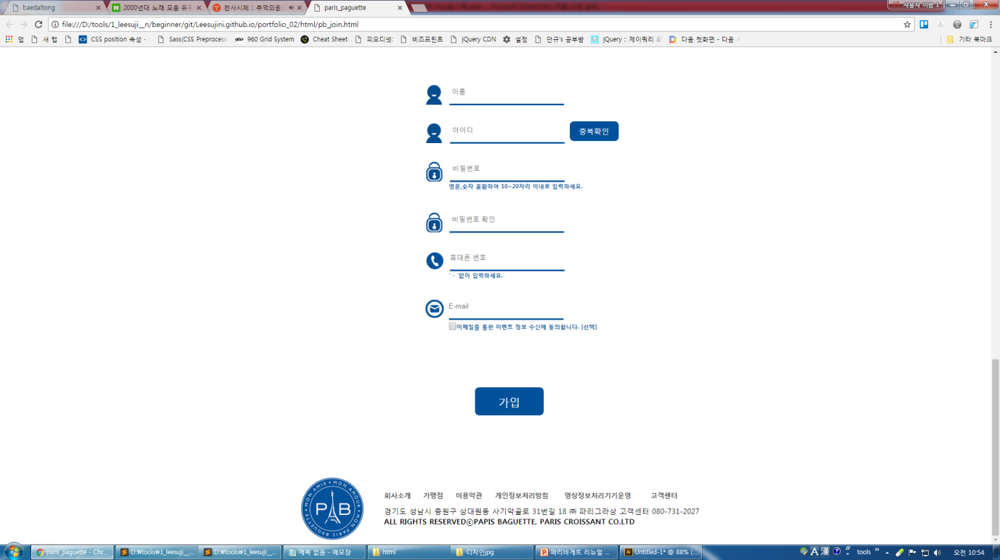 baedaltong
2000년대 노래 모음 유
천사시체 :: 추억의음
paris_paguette
사용자 이름 1
file:///D:/tools/1_leesuji__n/beginner/git/Leesujini.github.io/portfolio_02/html/pb_join.html
앱 새 탭 CSS position 속성 - Sass(CSS Preprocess 960 Grid System Cheat Sheet 피오디넷: 비즈프린트 jQuery CDN 설정 안규's 공부방 jQuery :: 제이쿼리 다음 첫화면 - 다음 기타 북마크
이름
아이디 중복확인
비밀번호
영문,숫자 혼합하여 10~20자리 이내로 입력하세요.
비밀번호 확인
휴대폰 번호
' - '없이 입력하세요.
E-mail
이메일를 통한 이벤트 정보 수신에 동의합니다. [선택]
가입
MON AMIE • MON AMOUR • MON PARIS BAGUETTE •
PB
회사소개 가맹점 이용약관 개인정보처리방침 영상정보처리기기운영 고객센터
경기도 성남시 중원구 상대원동 사기막골로 31번길 18 ㈜ 파리그라상 고객센터 080-731-2027
ALL RIGHTS RESERVED©PAPIS BAGUETTE, PARIS CROISSANT CO.LTD
paris_paguette - Chr... D:\tools\1_leesuji__... D:\tools\1_leesuji__... 제목 없음 - 메모장 html 디자인jpg 파리바게트 리뉴얼 ... Untitled-1* @ 88% (... A 漢 tools 오전 10:54